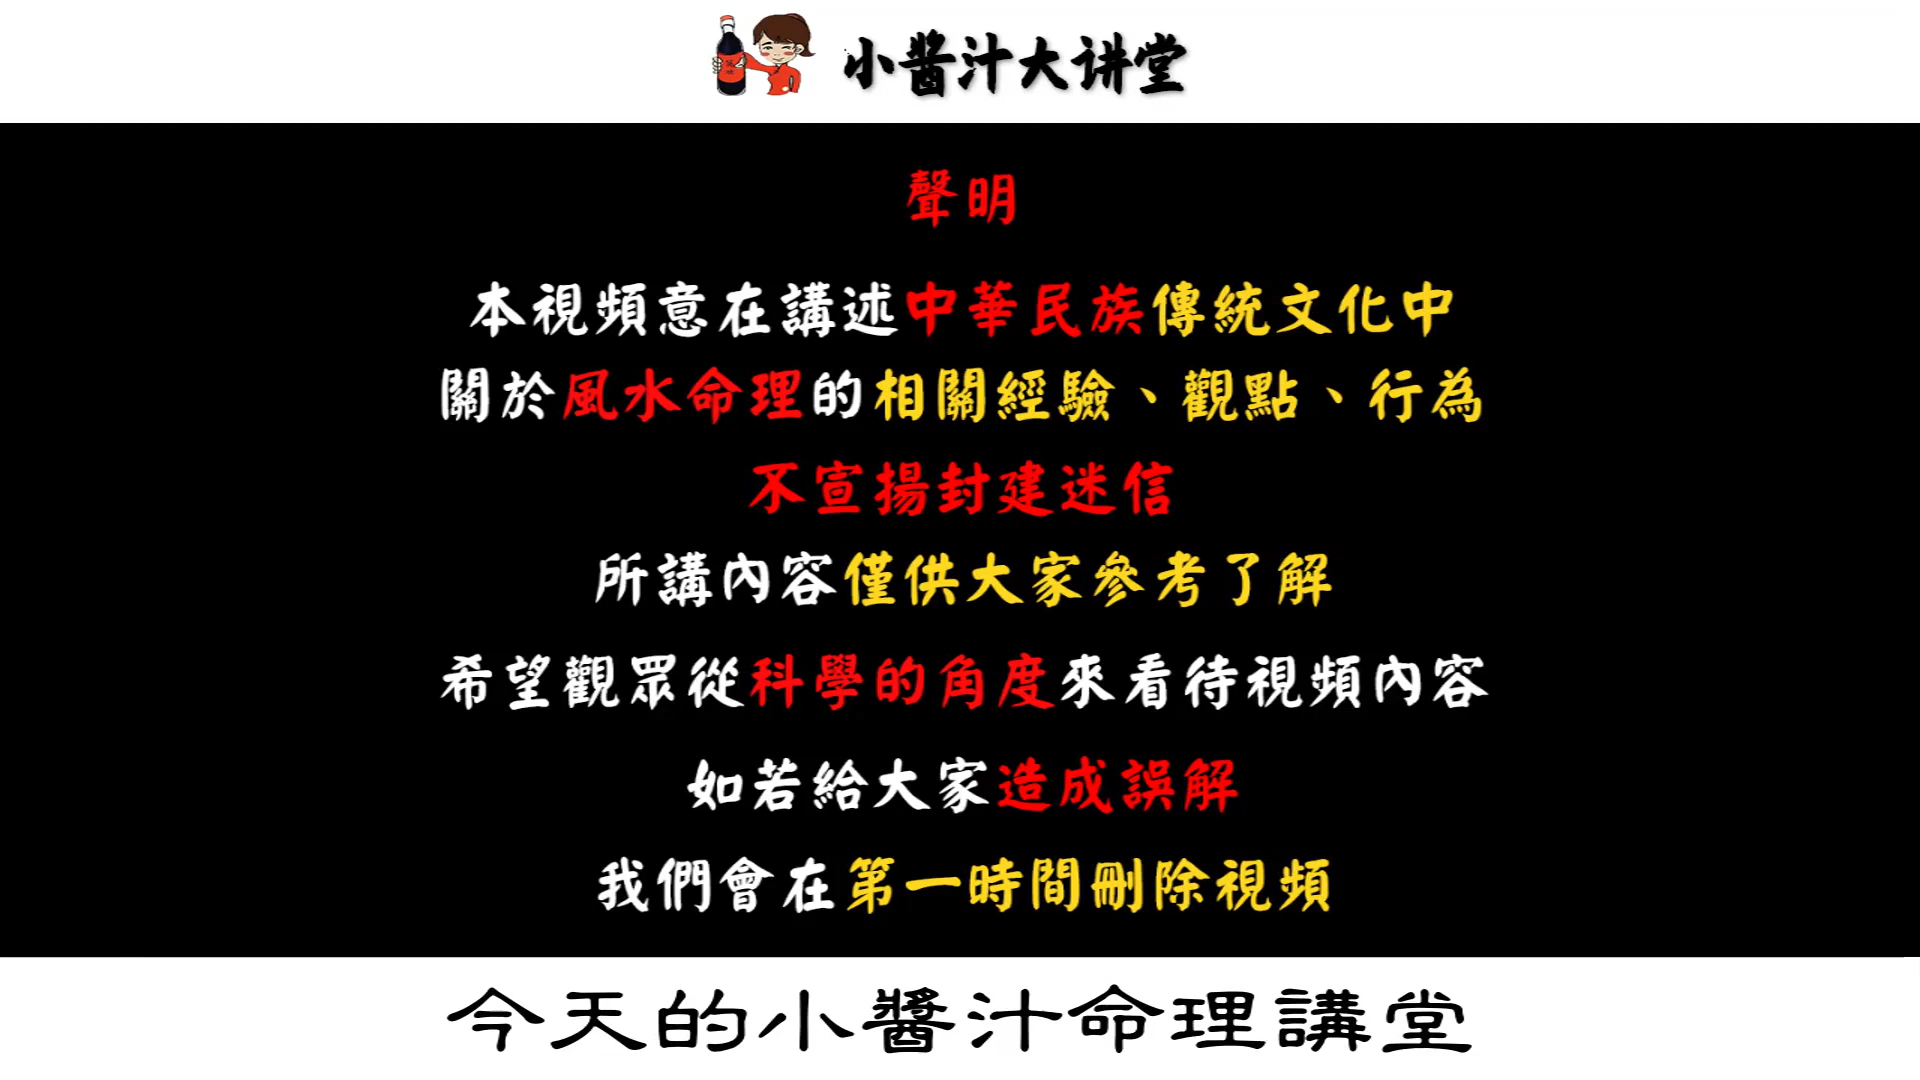 小醬汁大讲堂
聲明
本視頻意在講述中華民族傳統文化中
關於風水命理的相關經驗、觀點、行為
不宣揚封建迷信
所講內容僅供大家參考了解
希望觀眾從科學的角度來看待視頻內容
如若給大家造成誤解
我們會在第一時間刪除視頻
今天的小醬汁命理講堂